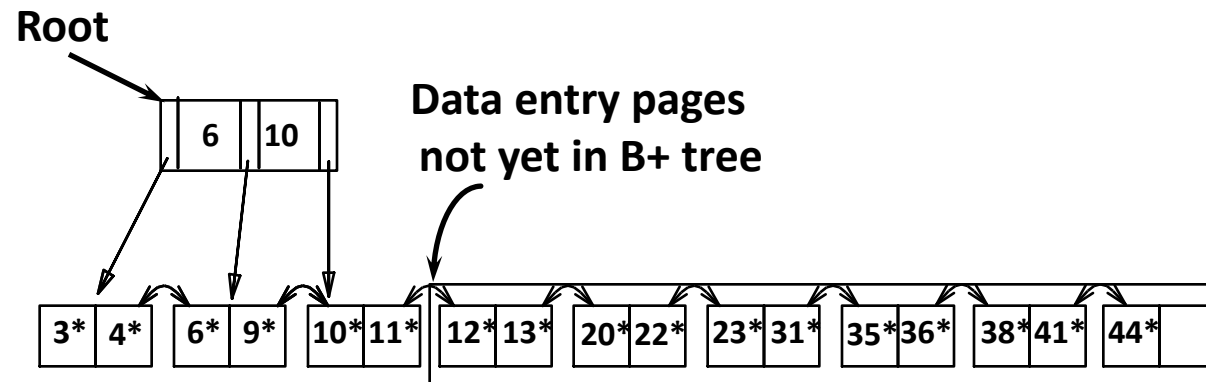 Root
6 10
Data entry pages
not yet in B+ tree
3* 4* 6* 9* 10* 11* 12* 13* 20* 22* 23* 31* 35* 36* 38* 41* 44*